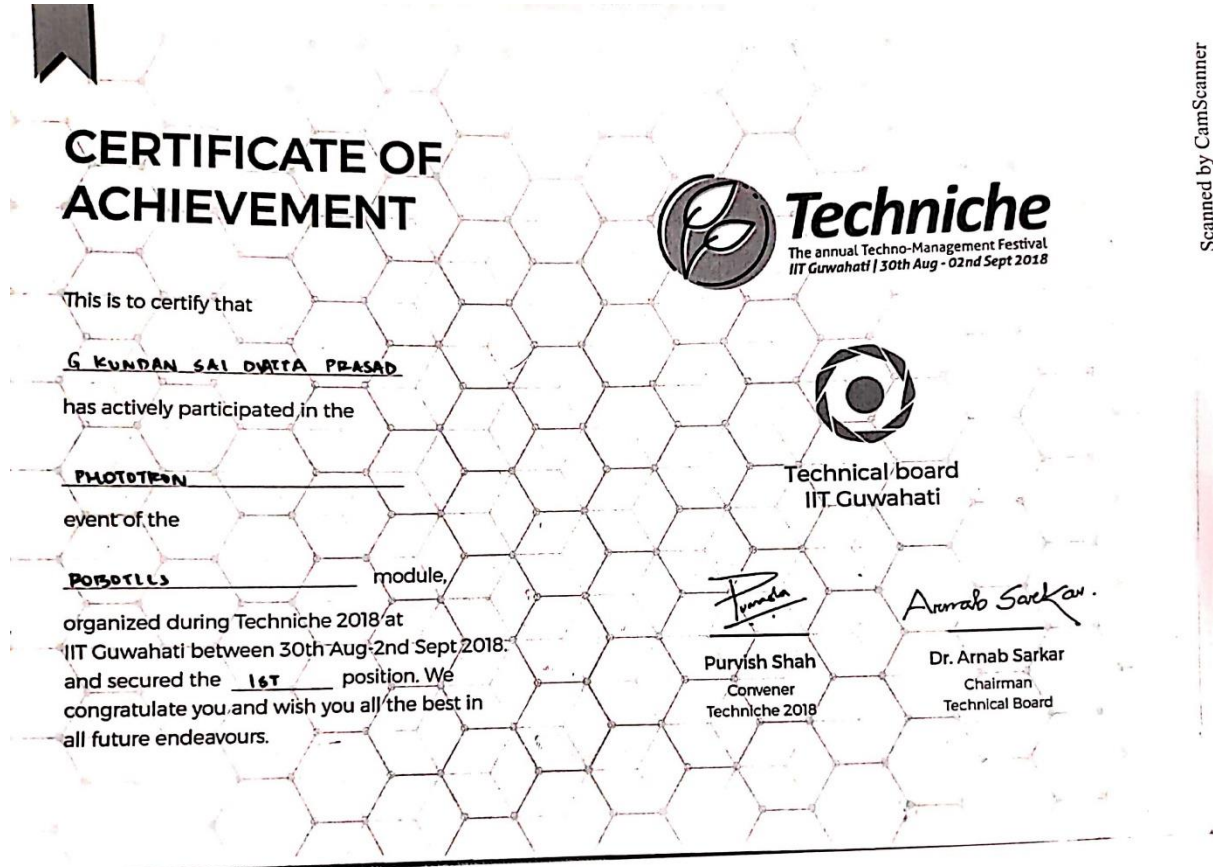 CERTIFICATE OF
ACHIEVEMENT
This is to certify that
G KUNDAN SAI DATTA PRASAD
has actively participated in the
PHOTOTRON
event of the
ROBOTICS module,
organized during Techniche 2018 at
IIT Guwahati between 30th Aug-2nd Sept 2018.
and secured the 1ST position. We
congratulate you and wish you all the best in
all future endeavours.
Techniche
The annual Techno-Management Festival
IIT Guwahati | 30th Aug - 02nd Sept 2018
Technical board
IIT Guwahati
Arnab Sarkar.
Purvish Shah
Convener
Techniche 2018
Dr. Arnab Sarkar
Chairman
Technical Board
Scanned by CamScanner